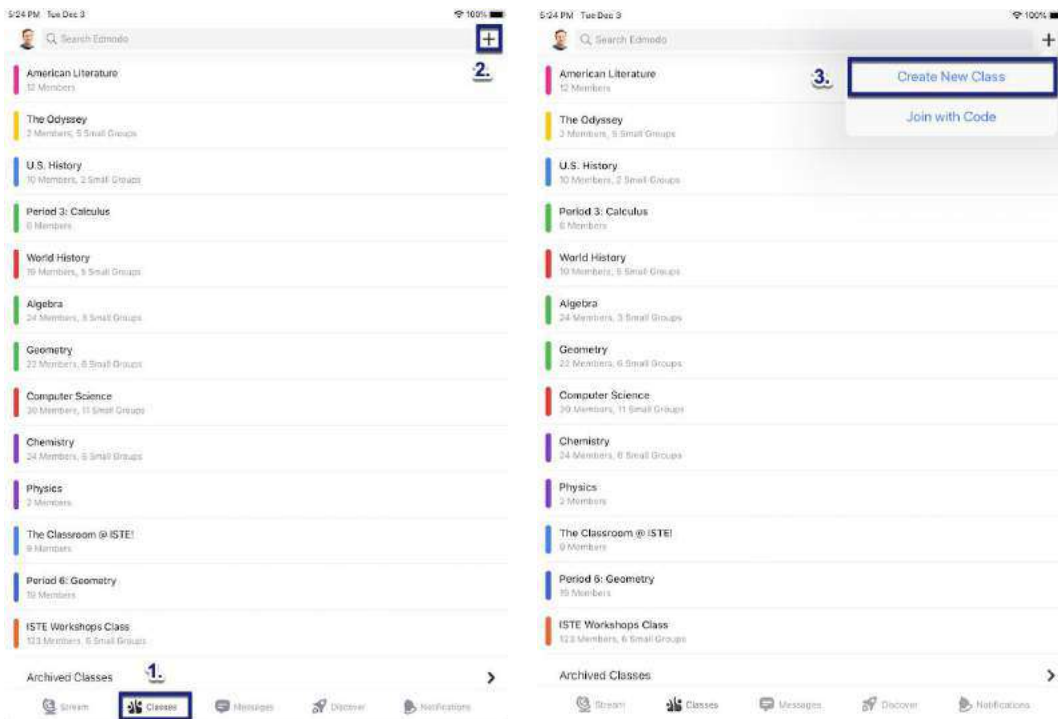 5:24 PM Tue Dec 3
100%
Search Edmodo
2.
American Literature
12 Members
The Odyssey
2 Members, 5 Small Groups
U.S. History
10 Members, 2 Small Groups
Period 3: Calculus
6 Members
World History
10 Members, 5 Small Groups
Algebra
24 Members, 3 Small Groups
Geometry
22 Members, 6 Small Groups
Computer Science
30 Members, 11 Small Groups
Chemistry
24 Members, 6 Small Groups
Physics
2 Members
The Classroom @ ISTE!
9 Members
Period 6: Geometry
19 Members
ISTE Workshops Class
123 Members, 6 Small Groups
Archived Classes
1.
Stream Classes Messages Discover Notifications
5:24 PM Tue Dec 3
100%
Search Edmodo
3.
Create New Class
Join with Code
American Literature
12 Members
The Odyssey
2 Members, 5 Small Groups
U.S. History
10 Members, 2 Small Groups
Period 3: Calculus
6 Members
World History
10 Members, 5 Small Groups
Algebra
24 Members, 3 Small Groups
Geometry
22 Members, 6 Small Groups
Computer Science
30 Members, 11 Small Groups
Chemistry
24 Members, 6 Small Groups
Physics
2 Members
The Classroom @ ISTE!
9 Members
Period 6: Geometry
19 Members
ISTE Workshops Class
123 Members, 6 Small Groups
Archived Classes
Stream Classes Messages Discover Notifications